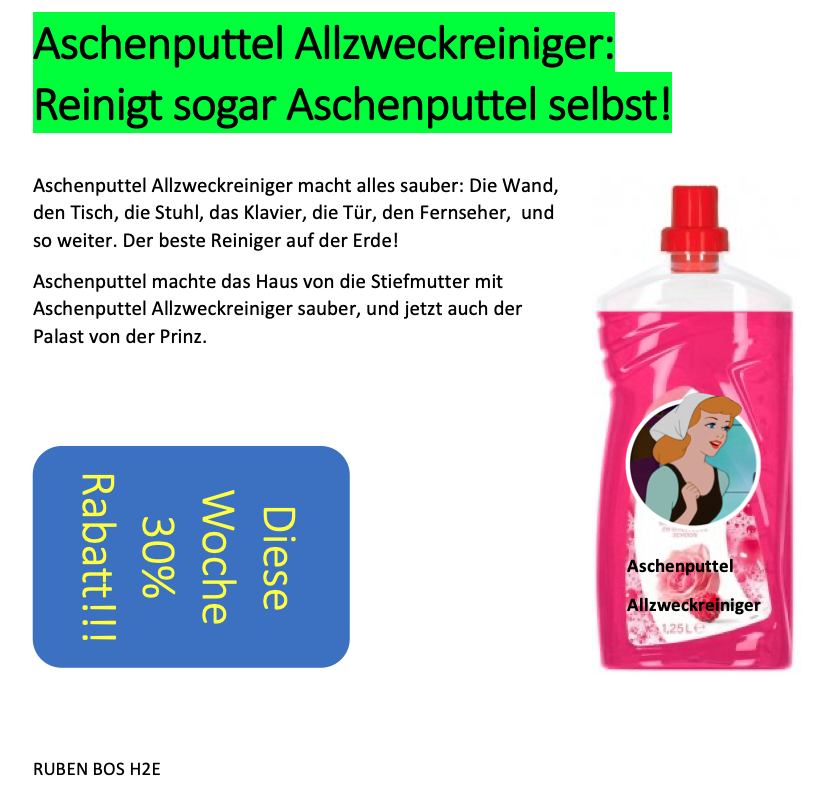 Aschenputtel Allzweckreiniger:
Reinigt sogar Aschenputtel selbst!
Aschenputtel Allzweckreiniger macht alles sauber: Die Wand,
den Tisch, die Stuhl, das Klavier, die Tür, den Fernseher,  und
so weiter. Der beste Reiniger auf der Erde!
Aschenputtel machte das Haus von die Stiefmutter mit
Aschenputtel Allzweckreiniger sauber, und jetzt auch der
Palast von der Prinz.
Diese
Woche
30%
Rabatt!!!
Aschenputtel
Allzweckreiniger
1,25 L ℮
RUBEN BOS H2E